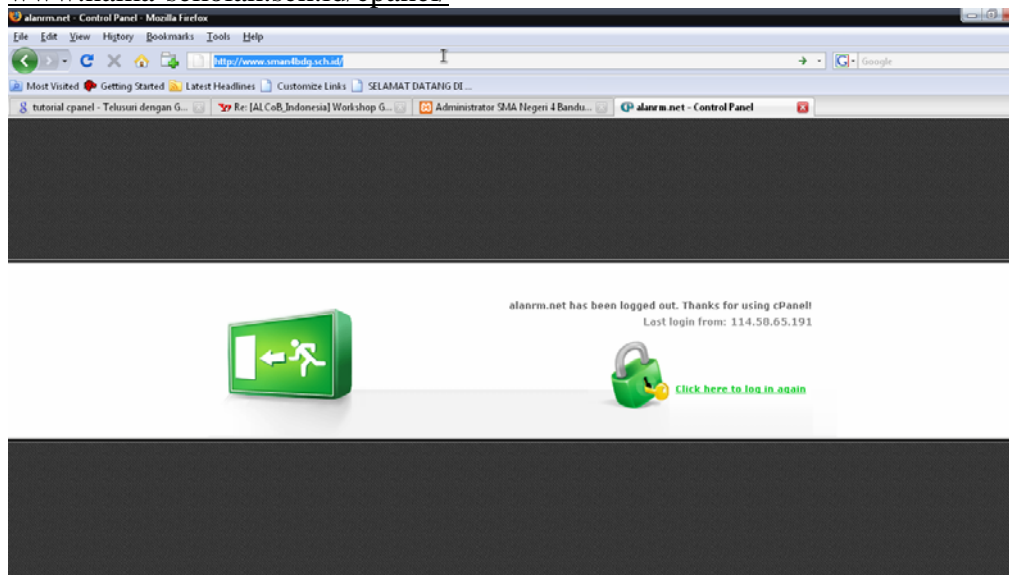 alanrm.net - Control Panel - Mozilla Firefox
File Edit View History Bookmarks Tools Help
http://www.sman4bdg.sch.id/
Google
Most Visited Getting Started Latest Headlines Customize Links SELAMAT DATANG DI ...
tutorial cpanel - Telusuri dengan G... Re: [ALCoB_Indonesia] Workshop G... Administrator SMA Negeri 4 Bandu... alanrm.net - Control Panel
alanrm.net has been logged out. Thanks for using cPanel!
Last login from: 114.58.65.191
Click here to log in again